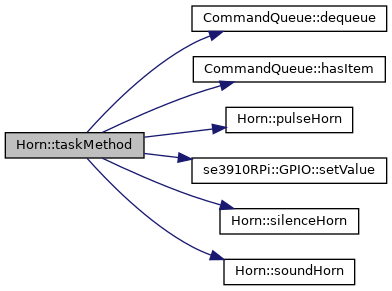 CommandQueue::dequeue
CommandQueue::hasItem
Horn::pulseHorn
Horn::taskMethod
se3910RPi::GPIO::setValue
Horn::silenceHorn
Horn::soundHorn